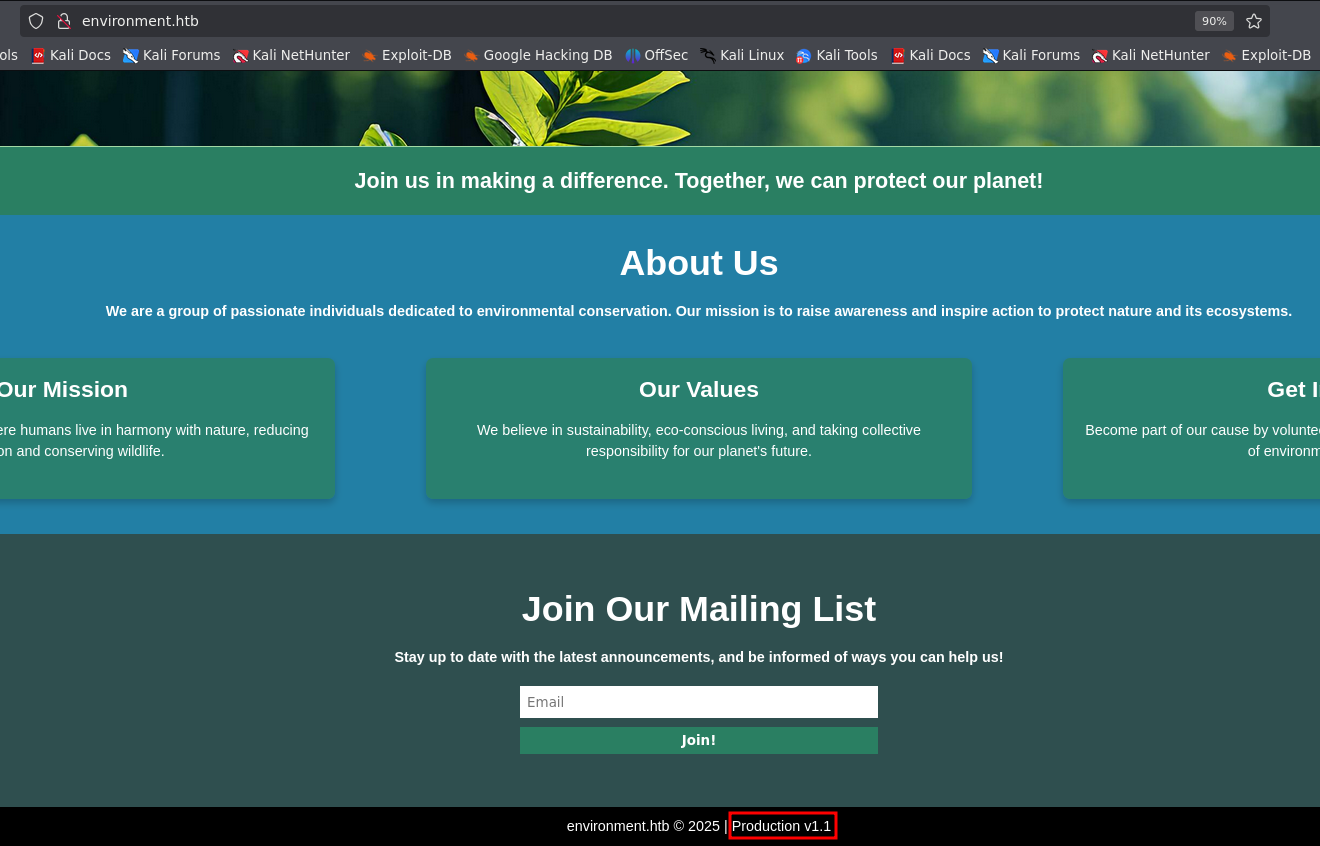 environment.htb 90%
ols Kali Docs Kali Forums Kali NetHunter Exploit-DB Google Hacking DB OffSec Kali Linux Kali Tools Kali Docs Kali Forums Kali NetHunter Exploit-DB
Join us in making a difference. Together, we can protect our planet!
About Us
We are a group of passionate individuals dedicated to environmental conservation. Our mission is to raise awareness and inspire action to protect nature and its ecosystems.
Our Mission
ere humans live in harmony with nature, reducing
on and conserving wildlife.
Our Values
We believe in sustainability, eco-conscious living, and taking collective
responsibility for our planet's future.
Get I
Become part of our cause by volunte
of environm
Join Our Mailing List
Stay up to date with the latest announcements, and be informed of ways you can help us!
Email
Join!
environment.htb © 2025 | Production v1.1